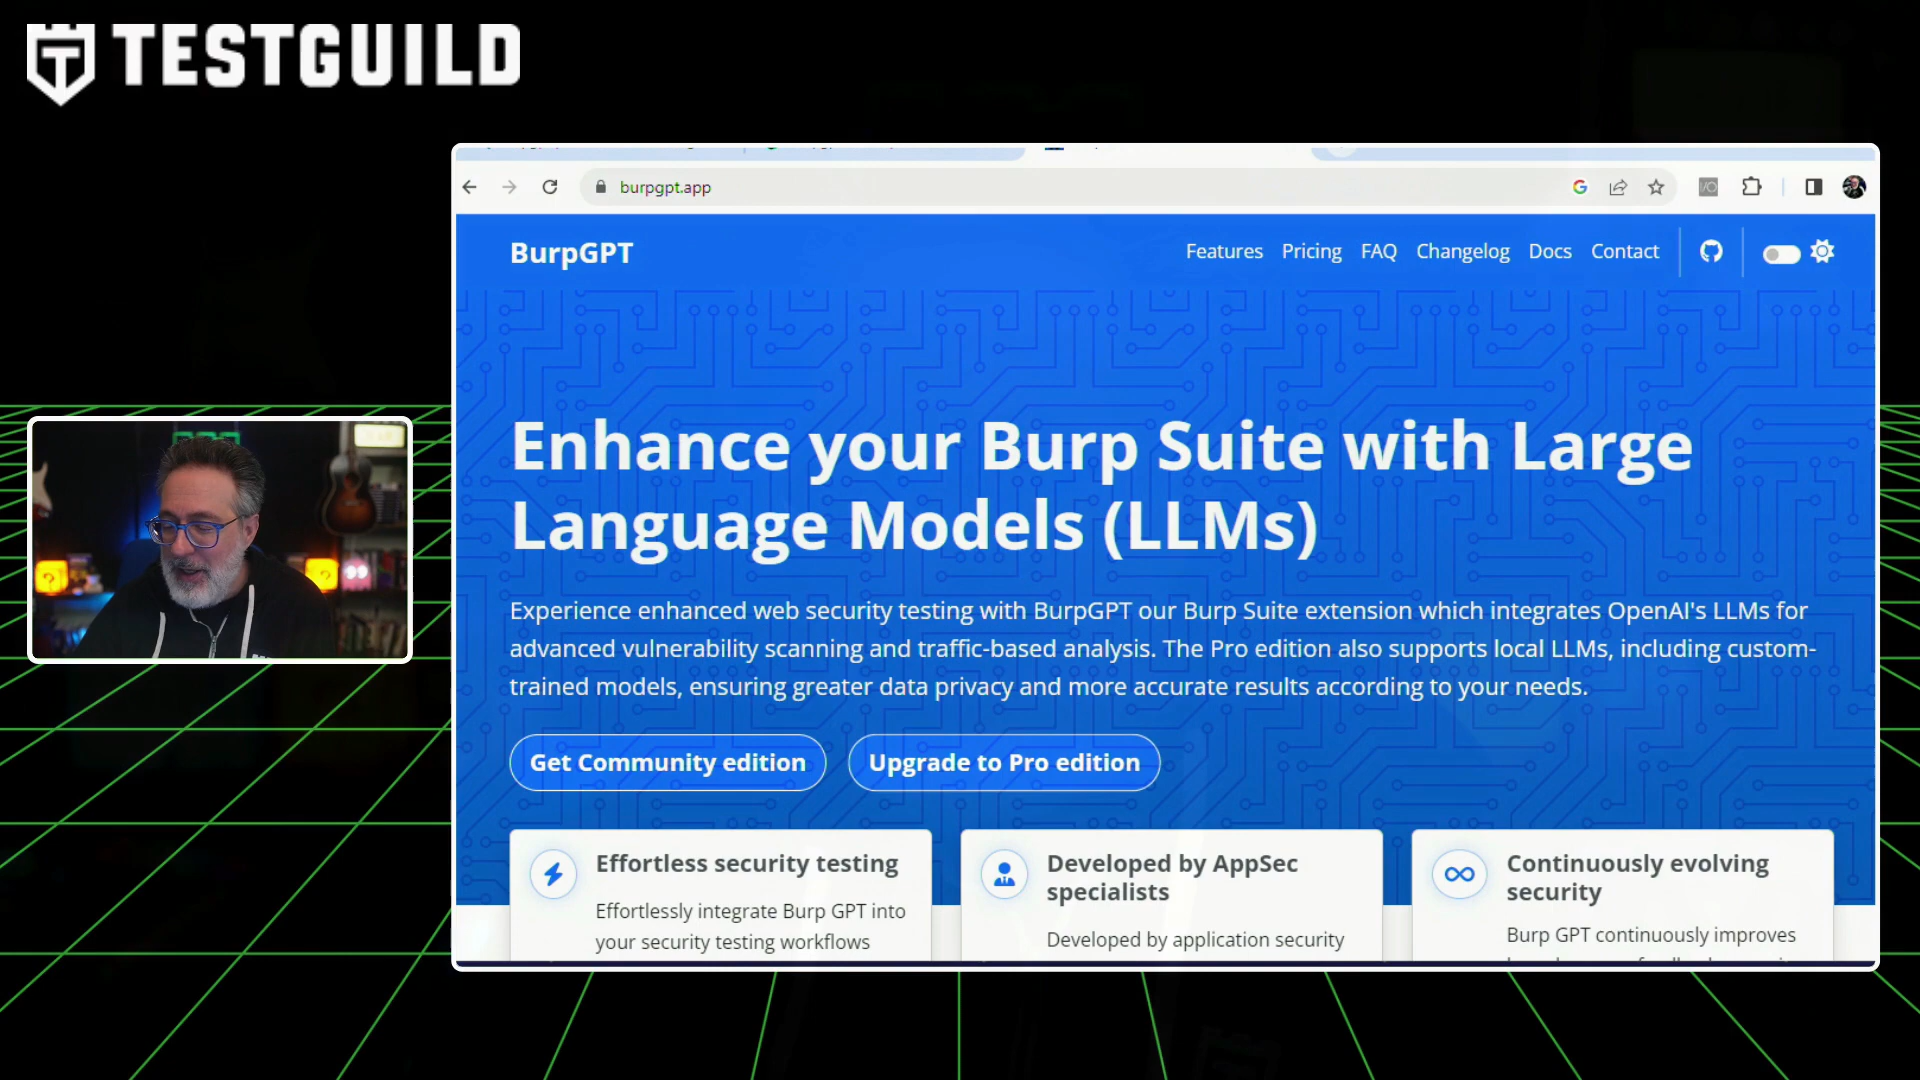 TESTGUILD
burpgpt.app
BurpGPT
Features Pricing FAQ Changelog Docs Contact
Enhance your Burp Suite with Large
Language Models (LLMs)
Experience enhanced web security testing with BurpGPT our Burp Suite extension which integrates OpenAI's LLMs for
advanced vulnerability scanning and traffic-based analysis. The Pro edition also supports local LLMs, including custom-
trained models, ensuring greater data privacy and more accurate results according to your needs.
Get Community edition
Upgrade to Pro edition
Effortless security testing
Effortlessly integrate Burp GPT into
your security testing workflows
Developed by AppSec
specialists
Developed by application security
Continuously evolving
security
Burp GPT continuously improves